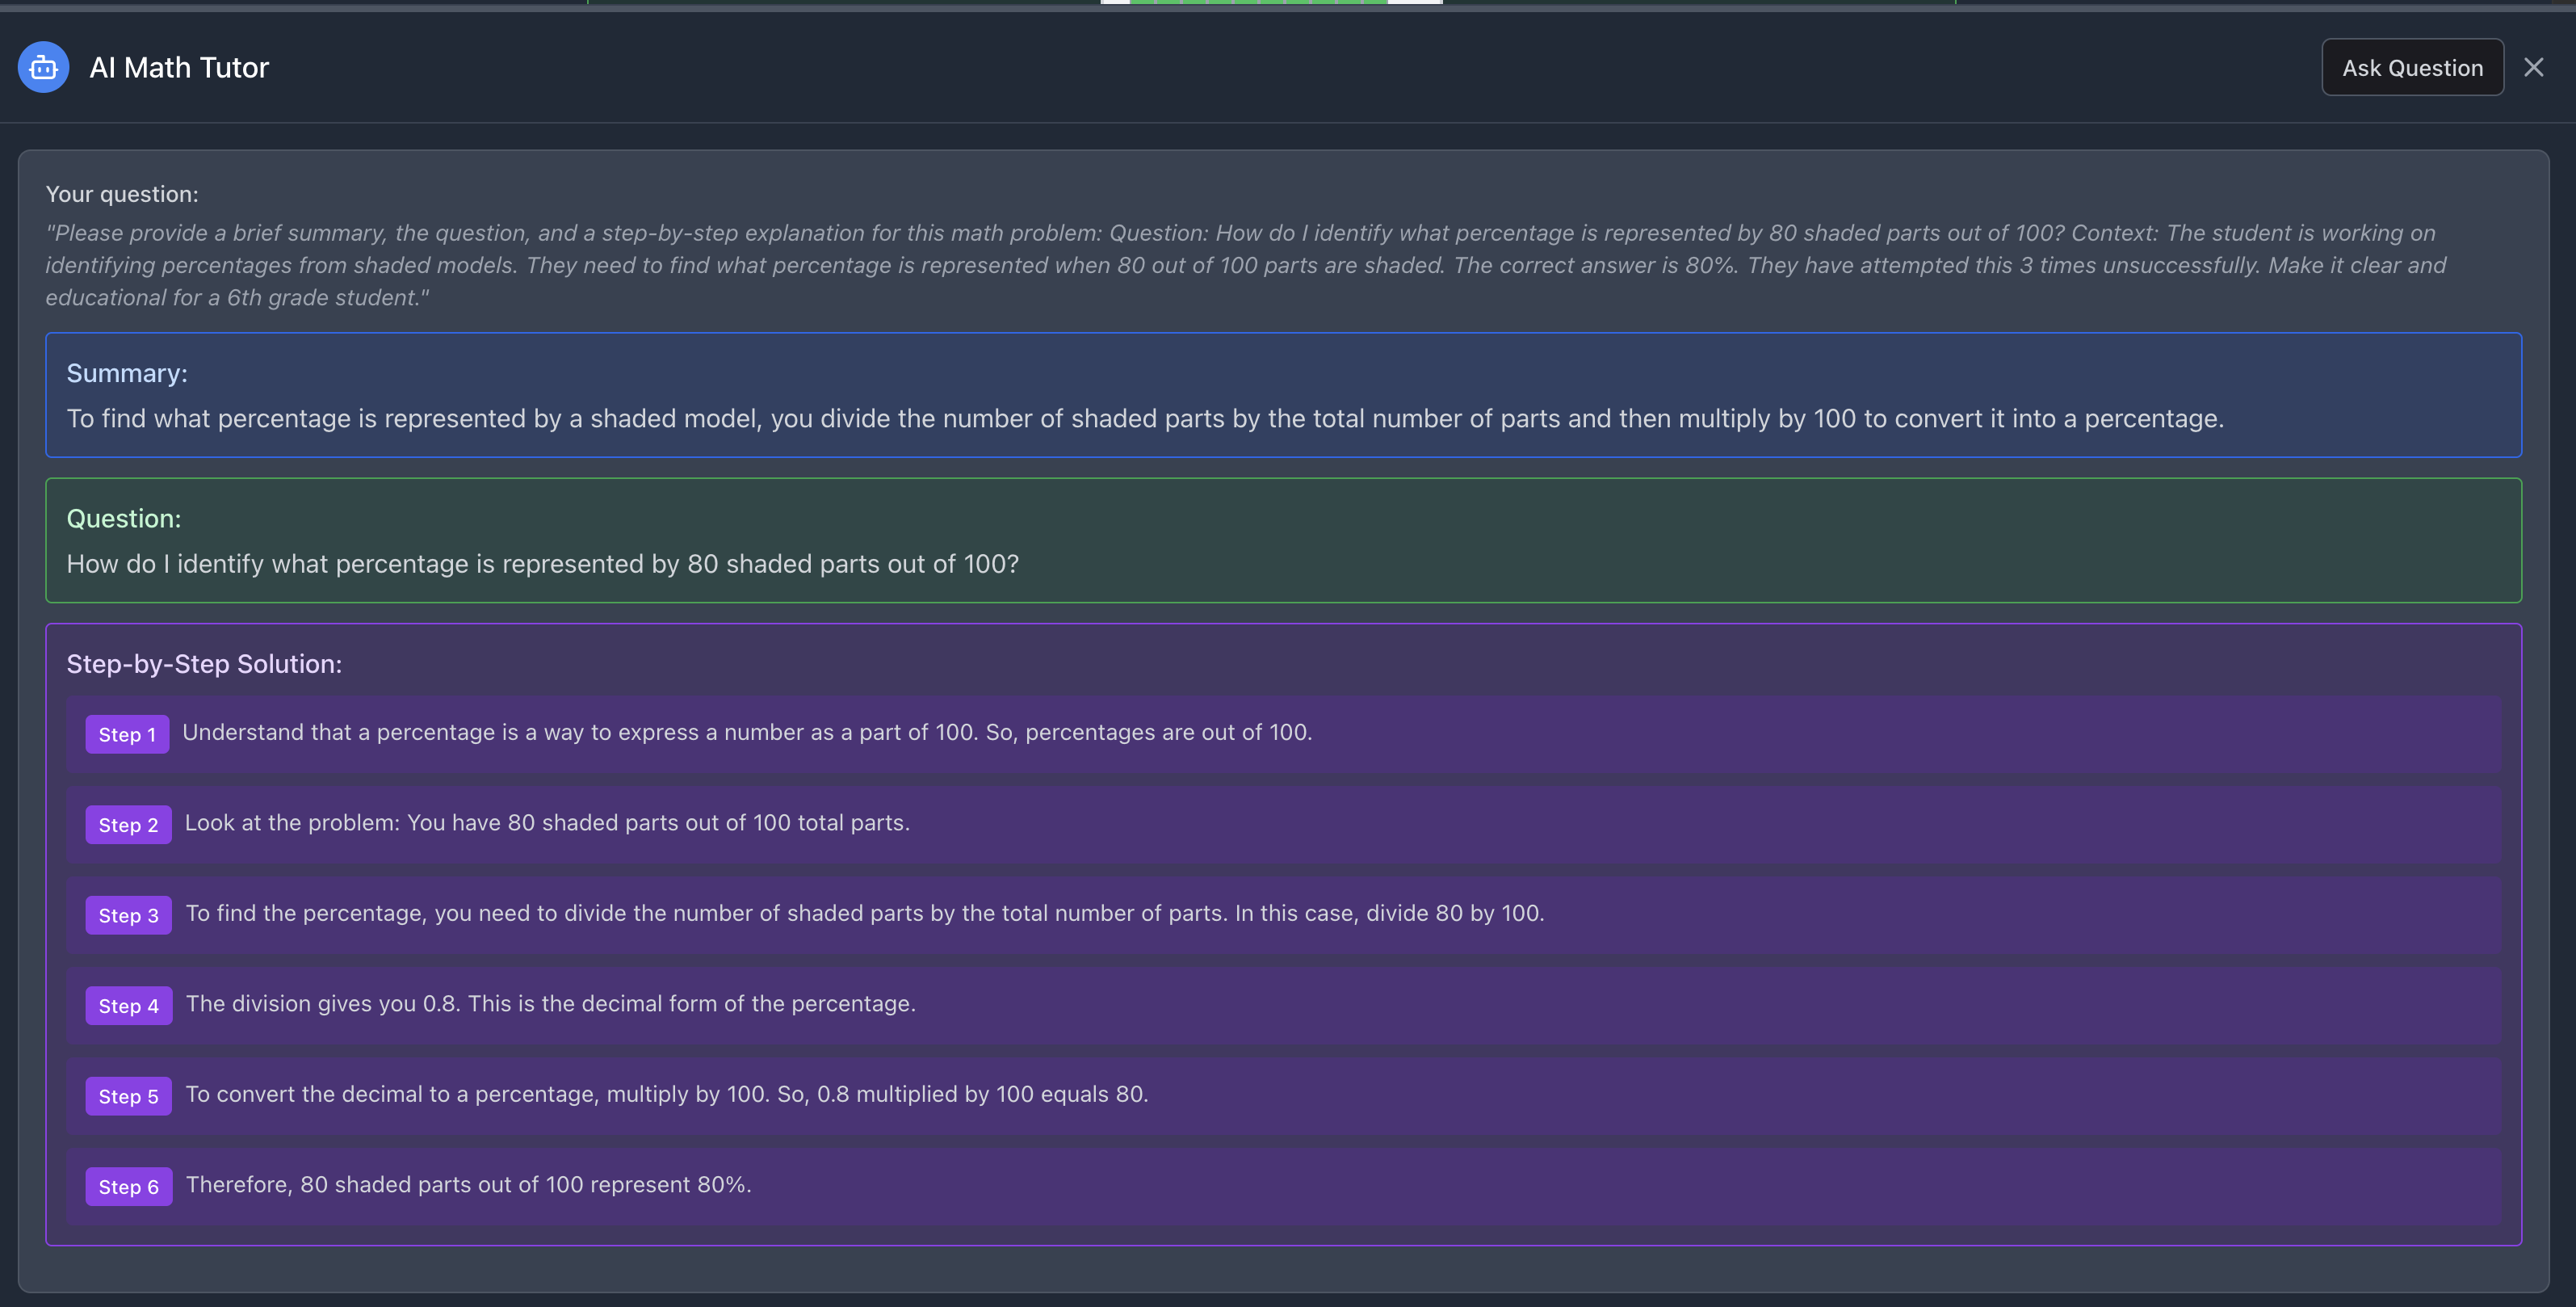 AI Math Tutor
Ask Question
Your question:
"Please provide a brief summary, the question, and a step-by-step explanation for this math problem: Question: How do I identify what percentage is represented by 80 shaded parts out of 100? Context: The student is working on
identifying percentages from shaded models. They need to find what percentage is represented when 80 out of 100 parts are shaded. The correct answer is 80%. They have attempted this 3 times unsuccessfully. Make it clear and
educational for a 6th grade student."
Summary:
To find what percentage is represented by a shaded model, you divide the number of shaded parts by the total number of parts and then multiply by 100 to convert it into a percentage.
Question:
How do I identify what percentage is represented by 80 shaded parts out of 100?
Step-by-Step Solution:
Step 1 Understand that a percentage is a way to express a number as a part of 100. So, percentages are out of 100.
Step 2 Look at the problem: You have 80 shaded parts out of 100 total parts.
Step 3 To find the percentage, you need to divide the number of shaded parts by the total number of parts. In this case, divide 80 by 100.
Step 4 The division gives you 0.8. This is the decimal form of the percentage.
Step 5 To convert the decimal to a percentage, multiply by 100. So, 0.8 multiplied by 100 equals 80.
Step 6 Therefore, 80 shaded parts out of 100 represent 80%.